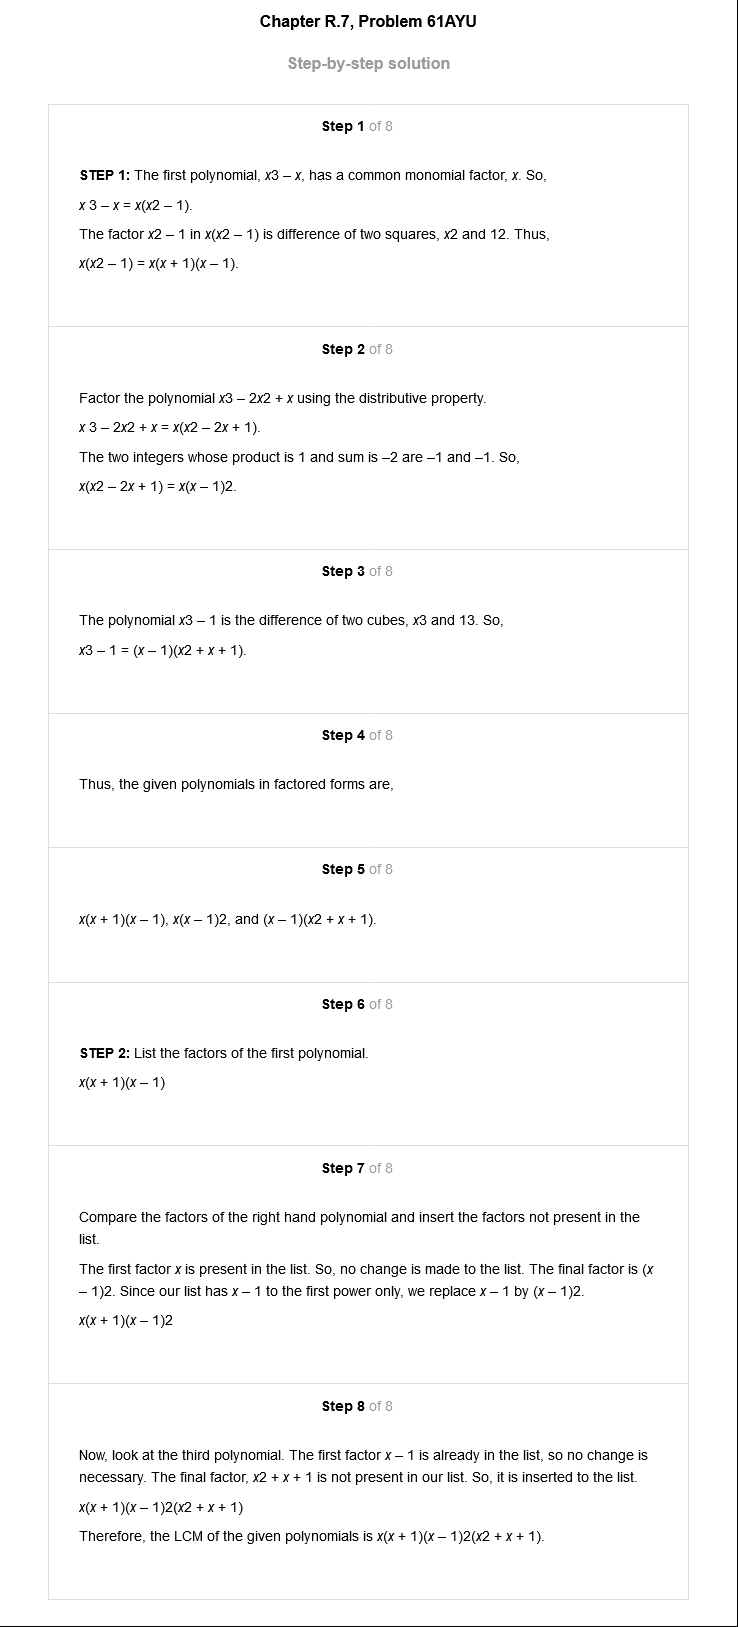 Chapter R.7, Problem 61AYU
Step-by-step solution
Step 1 of 8
STEP 1: The first polynomial, x3 – x, has a common monomial factor, x. So,
x 3 – x = x(x2 – 1).
The factor x2 – 1 in x(x2 – 1) is difference of two squares, x2 and 12. Thus,
x(x2 – 1) = x(x + 1)(x – 1).
Step 2 of 8
Factor the polynomial x3 – 2x2 + x using the distributive property.
x 3 – 2x2 + x = x(x2 – 2x + 1).
The two integers whose product is 1 and sum is –2 are –1 and –1. So,
x(x2 – 2x + 1) = x(x – 1)2.
Step 3 of 8
The polynomial x3 – 1 is the difference of two cubes, x3 and 13. So,
x3 – 1 = (x – 1)(x2 + x + 1).
Step 4 of 8
Thus, the given polynomials in factored forms are,
Step 5 of 8
x(x + 1)(x – 1), x(x – 1)2, and (x – 1)(x2 + x + 1).
Step 6 of 8
STEP 2: List the factors of the first polynomial.
x(x + 1)(x – 1)
Step 7 of 8
Compare the factors of the right hand polynomial and insert the factors not present in the
list.
The first factor x is present in the list. So, no change is made to the list. The final factor is (x
– 1)2. Since our list has x – 1 to the first power only, we replace x – 1 by (x – 1)2.
x(x + 1)(x – 1)2
Step 8 of 8
Now, look at the third polynomial. The first factor x – 1 is already in the list, so no change is
necessary. The final factor, x2 + x + 1 is not present in our list. So, it is inserted to the list.
x(x + 1)(x – 1)2(x2 + x + 1)
Therefore, the LCM of the given polynomials is x(x + 1)(x – 1)2(x2 + x + 1).